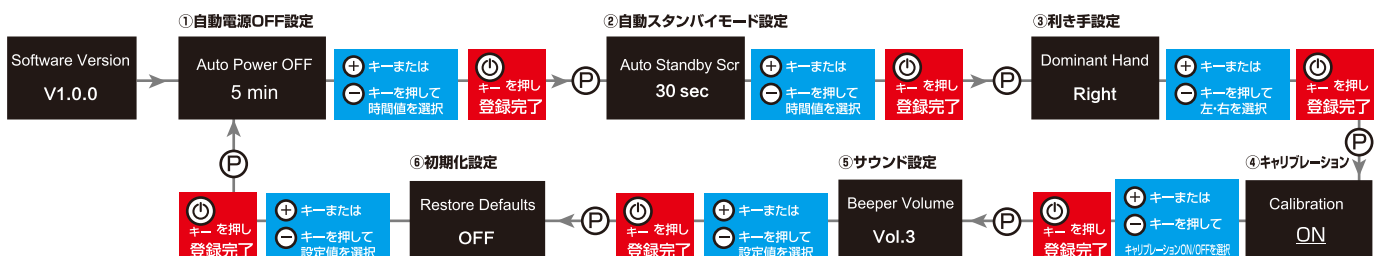 ①自動電源OFF設定
Software Version
V1.0.0
Auto Power OFF
5 min
+ キーまたは
− キーを押して
時間値を選択
キー を押し
登録完了
P
②自動スタンバイモード設定
Auto Standby Scr
30 sec
+ キーまたは
− キーを押して
時間値を選択
キー を押し
登録完了
P
③利き手設定
Dominant Hand
Right
+ キーまたは
− キーを押して
左・右を選択
キー を押し
登録完了
P
④キャリブレーション
Calibration
ON
+ キーまたは
− キーを押して
キャリブレーションON/OFFを選択
キー を押し
登録完了
P
⑤サウンド設定
Beeper Volume
Vol.3
+ キーまたは
− キーを押して
設定値を選択
キー を押し
登録完了
P
⑥初期化設定
Restore Defaults
OFF
+ キーまたは
− キーを押して
設定値を選択
キー を押し
登録完了
P